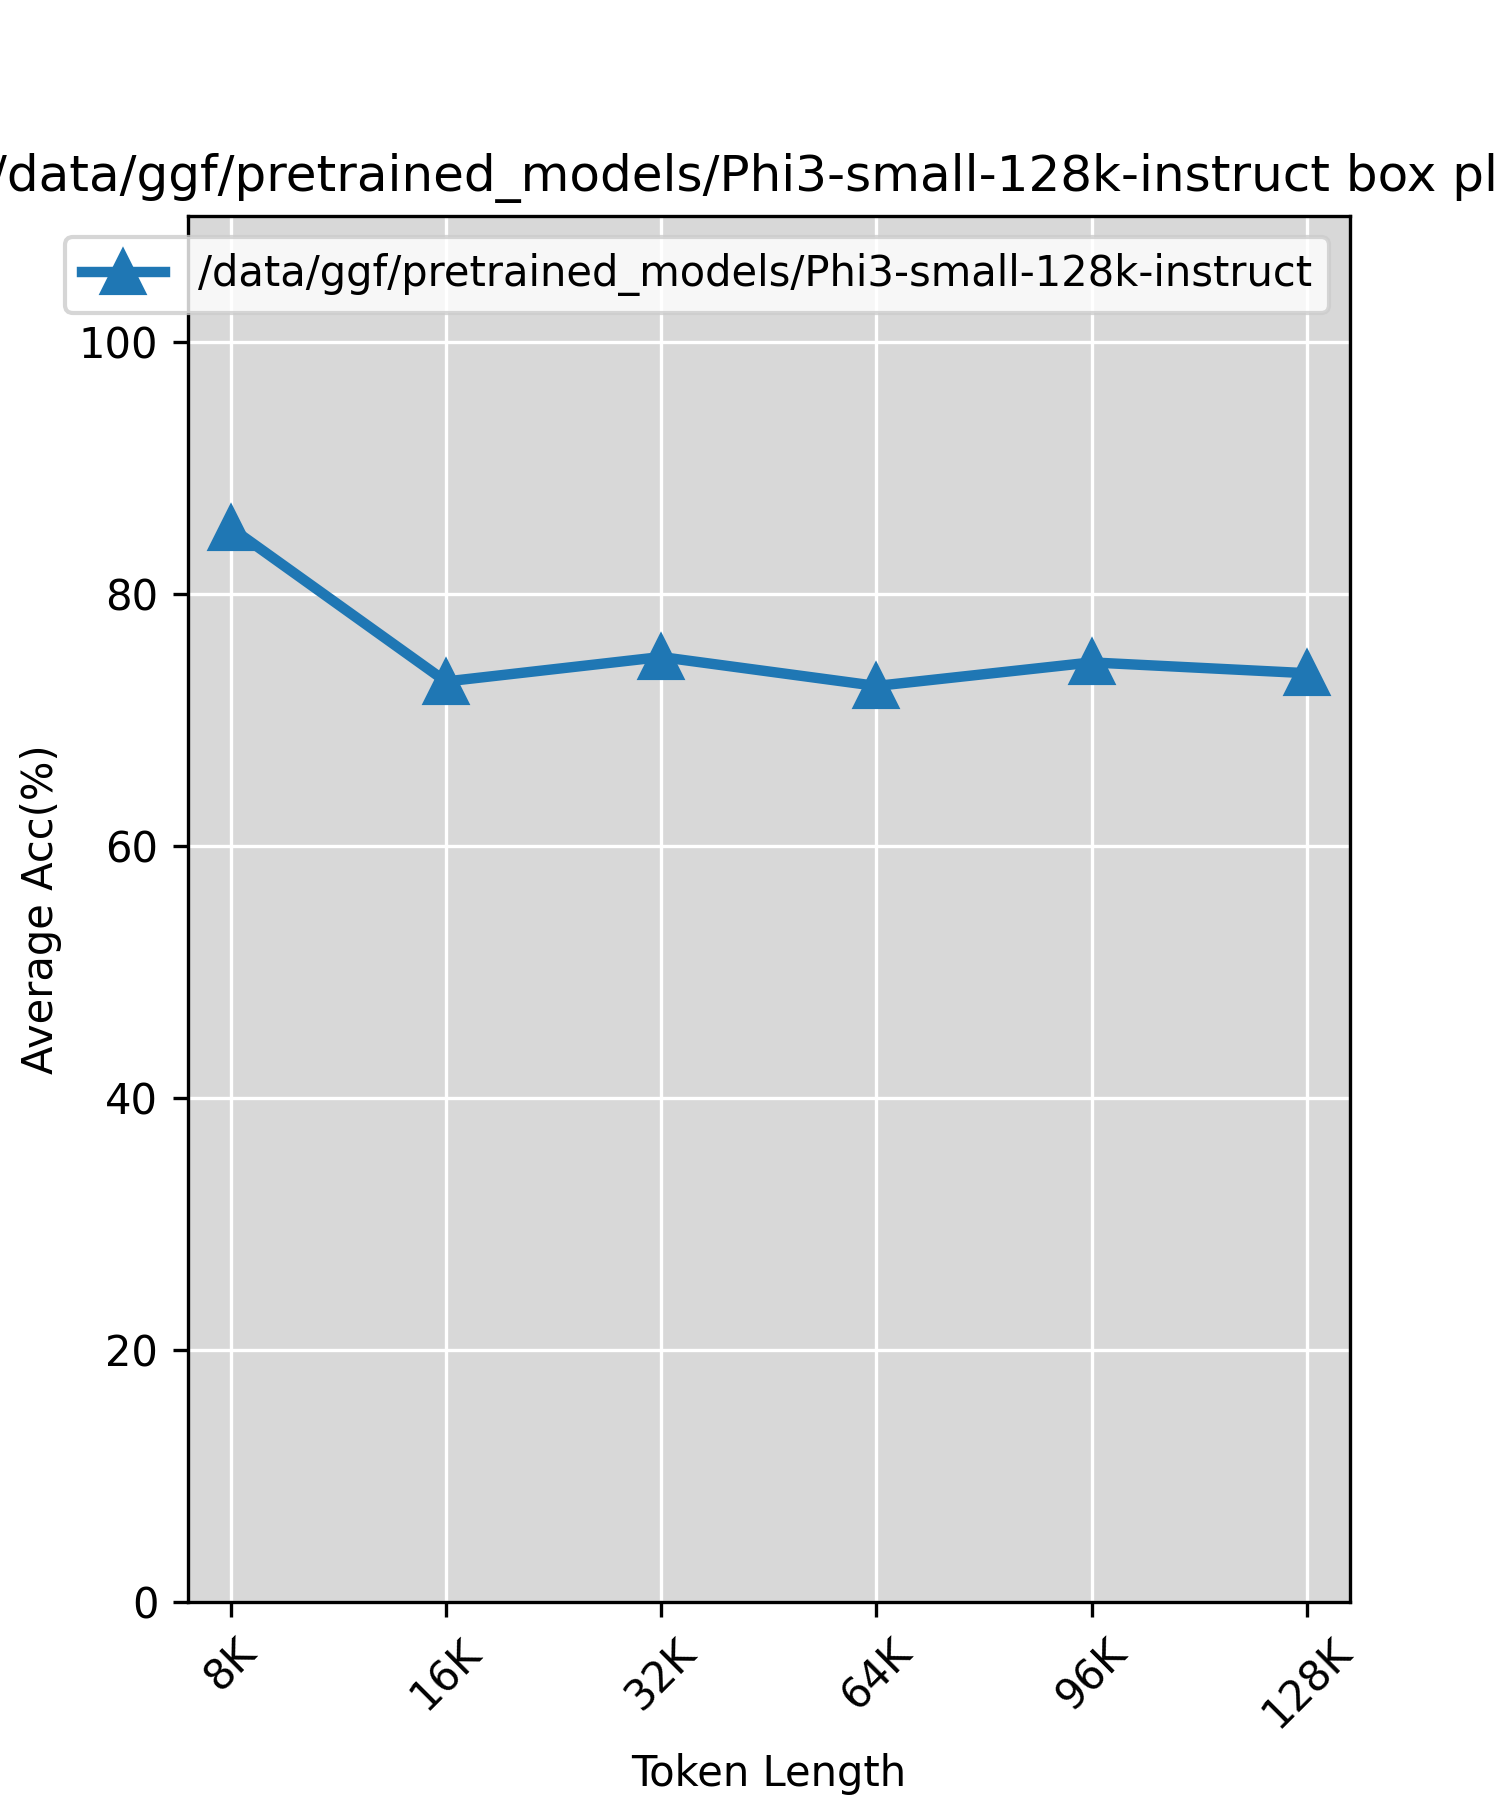 /data/ggf/pretrained_models/Phi3-small-128k-instruct box pl
/data/ggf/pretrained_models/Phi3-small-128k-instruct
100
80
60
40
20
0
Average Acc(%)
8K
16K
32K
64K
96K
128K
Token Length